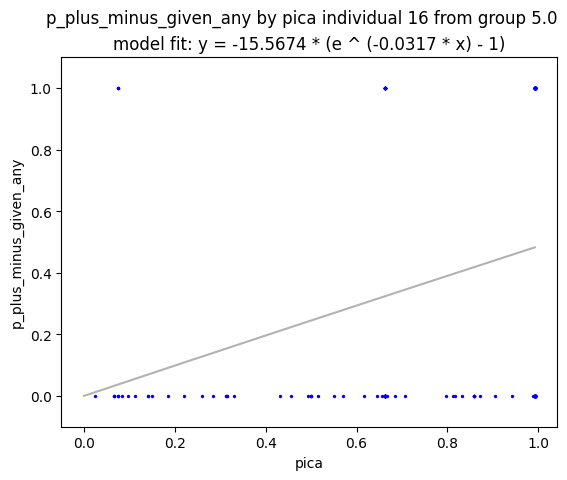 p_plus_minus_given_any by pica individual 16 from group 5.0
model fit: y = -15.5674 * (e ^ (-0.0317 * x) - 1)
1.0
0.8
0.6
0.4
0.2
0.0
p_plus_minus_given_any
0.0 0.2 0.4 0.6 0.8 1.0
pica